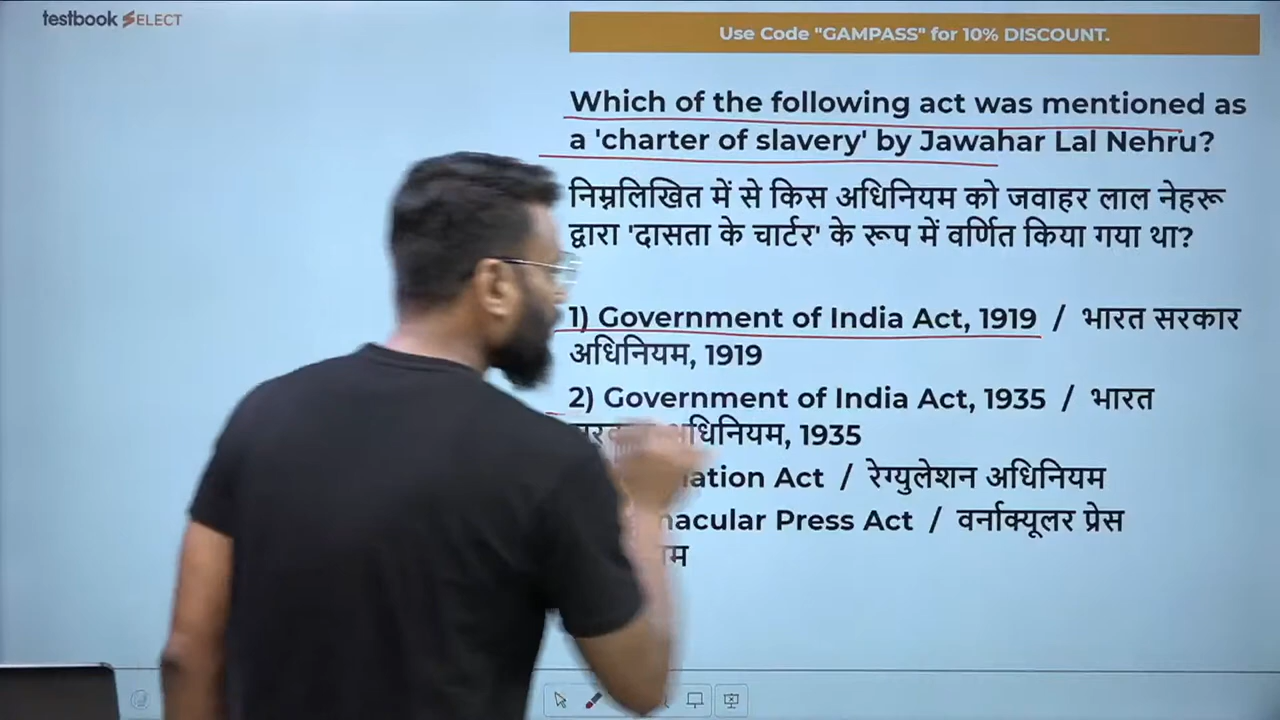 testbook SELECT
Use Code "GAMPASS" for 10% DISCOUNT.
Which of the following act was mentioned as
a 'charter of slavery' by Jawahar Lal Nehru?
निम्नलिखित में से किस अधिनियम को जवाहर लाल नेहरू
द्वारा 'दासता के चार्टर' के रूप में वर्णित किया गया था?
1) Government of India Act, 1919 / भारत सरकार
अधिनियम, 1919
2) Government of India Act, 1935 / भारत
अधिनियम, 1935
Act / रेग्युलेशन अधिनियम
Press Act / वर्नाक्यूलर प्रेस